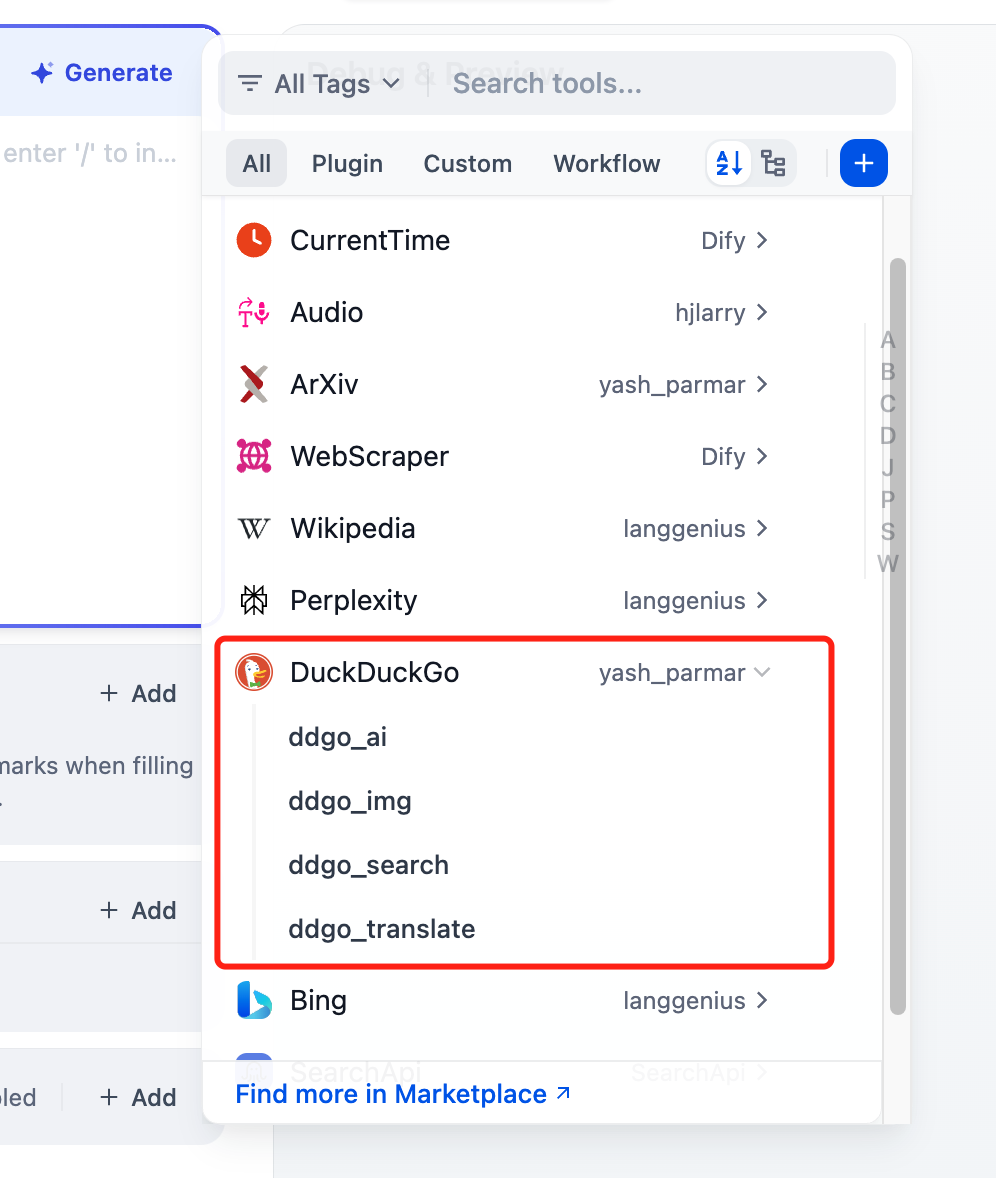 Generate
All Tags
Debug & Preview
Search tools...
enter '/' to in...
All
Plugin
Custom
Workflow
A
Z
CurrentTime
Dify
Audio
hjlarry
ArXiv
yash_parmar
WebScraper
Dify
Wikipedia
langgenius
Perplexity
langgenius
A
B
C
D
J
P
S
W
DuckDuckGo
yash_parmar
+ Add
ddgo_ai
marks when filling
ddgo_img
ddgo_search
+ Add
ddgo_translate
Bing
langgenius
SearchApi
SearchApi
Find more in Marketplace
+ Add